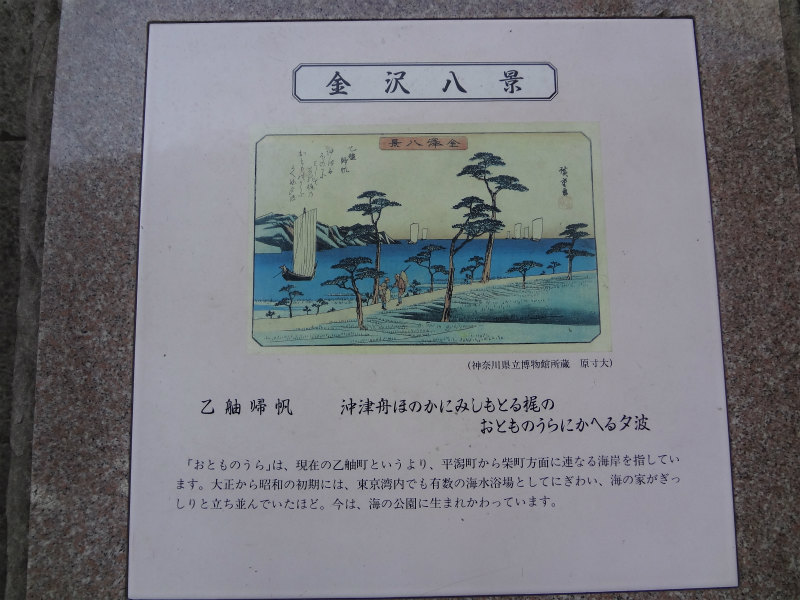 金沢八景
景八澤金
乙艫
帰帆
廣重画
(神奈川県立博物館所蔵 原寸大)
乙舳帰帆 沖津舟ほのかにみしもとる梶の
おとものうらにかへる夕波
「おとものうら」は、現在の乙舳町というより、平潟町から柴町方面に連なる海岸を指してい
ます。大正から昭和の初期には、東京湾内でも有数の海水浴場としてにぎわい、海の家がぎっ
しりと立ち並んでいたほど。今は、海の公園に生まれかわっています。